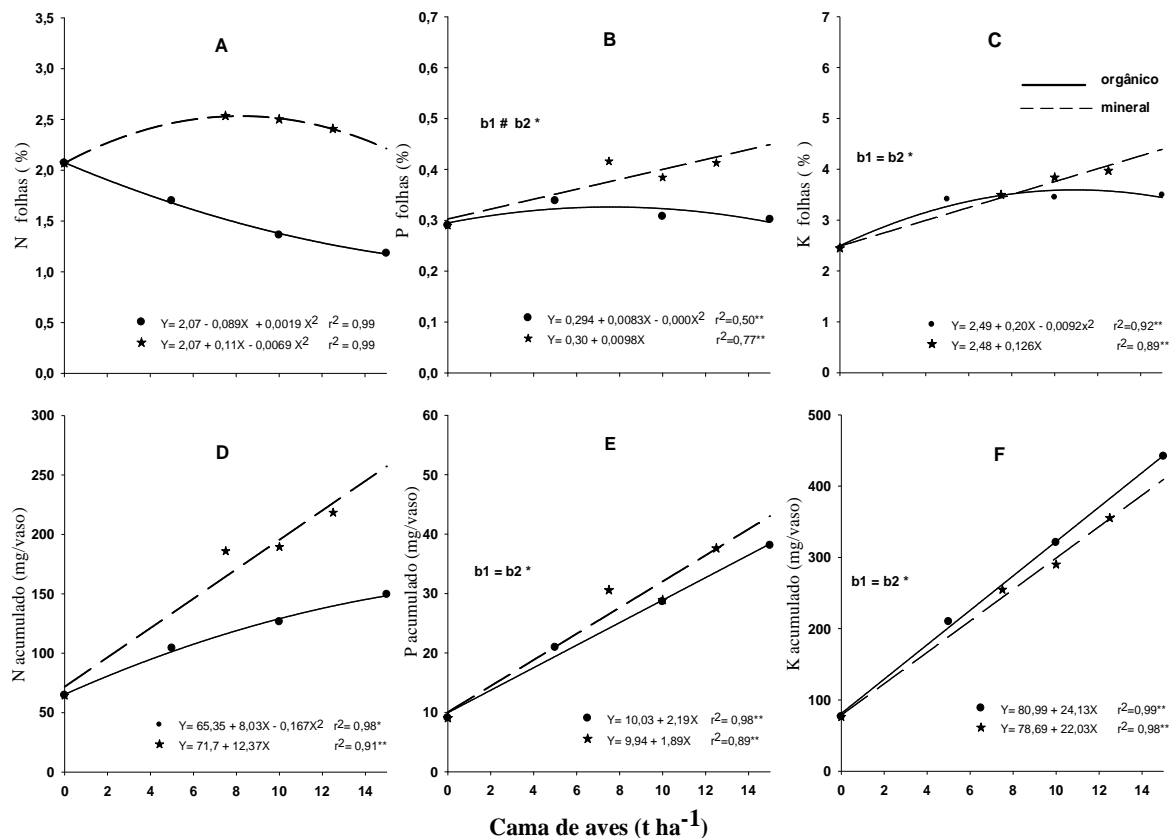 A
N folhas ( %)
3,5
3,0
2,5
2,0
1,5
1,0
0,5
0,0
Y= 2,07 - 0,089X + 0,0019 X² r² = 0,99
Y= 2,07 + 0,11X - 0,0069 X² r² = 0,99
B
P folhas (%)
0,7
0,6
0,5
0,4
0,3
0,2
0,1
0,0
b1 # b2 *
Y= 0,294 + 0,0083X - 0,000X² r²=0,50**
Y= 0,30 + 0,0098X r²=0,77**
C
K folhas ( %)
7
6
5
4
3
2
1
0
orgânico
mineral
b1 = b2 *
Y= 2,49 + 0,20X - 0,0092x² r²=0,92**
Y= 2,48 + 0,126X r²= 0,89**
D
N acumulado (mg/vaso)
300
250
200
150
100
50
0
Y= 65,35 + 8,03X - 0,167X² r²= 0,98*
Y= 71,7 + 12,37X r²= 0,91**
0 2 4 6 8 10 12 14
E
P acumulado (mg/vaso)
60
50
40
30
20
10
0
b1 = b2 *
Y= 10,03 + 2,19X r²= 0,98**
Y= 9,94 + 1,89X r²=0,89**
0 2 4 6 8 10 12 14
F
K acumulado (mg/vaso)
500
400
300
200
100
0
b1 = b2 *
Y= 80,99 + 24,13X r²=0,99**
Y= 78,69 + 22,03X r²= 0,98**
0 2 4 6 8 10 12 14
Cama de aves (t ha⁻¹)